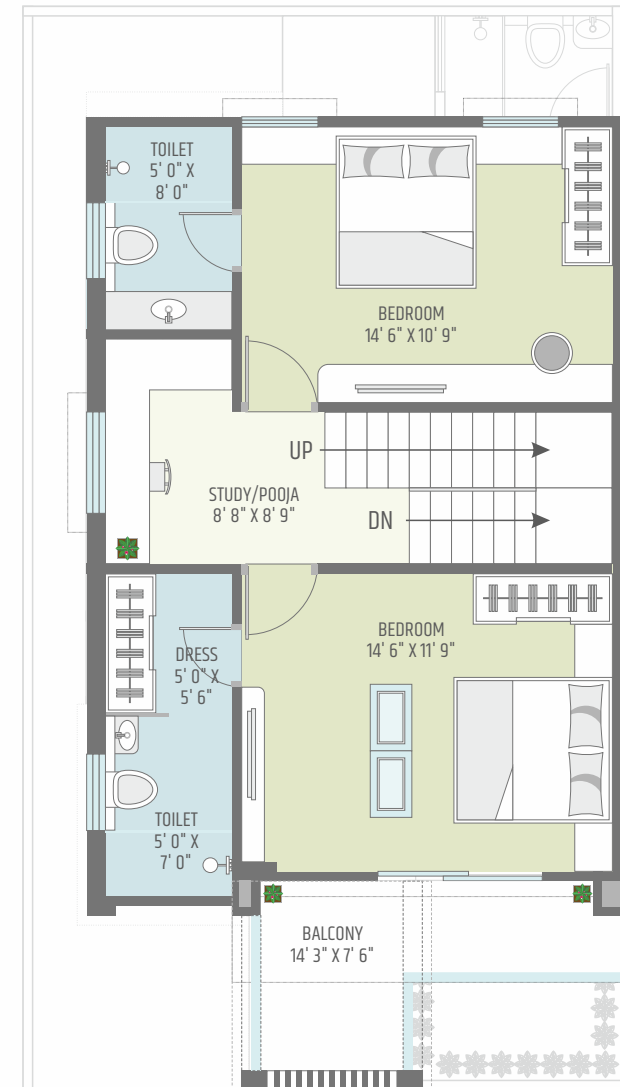 TOILET
5' 0" X
8' 0"
BEDROOM
14' 6" X 10' 9"
UP
STUDY/POOJA
8' 8" X 8' 9"
DN
BEDROOM
14' 6" X 11' 9"
DRESS
5' 0" X
5' 6"
TOILET
5' 0" X
7' 0"
BALCONY
14' 3" X 7' 6"